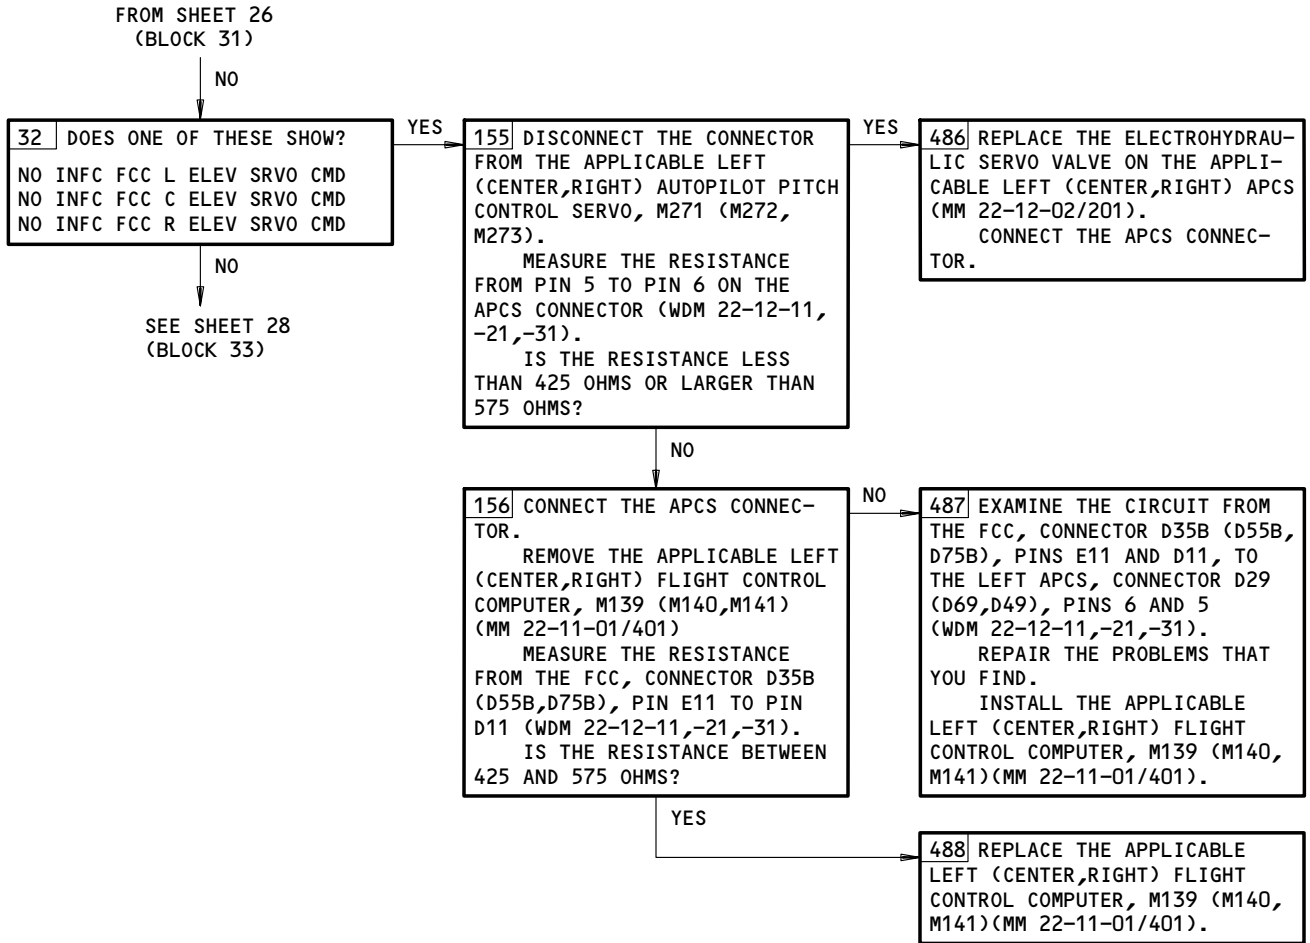 FROM SHEET 26
(BLOCK 31)
NO
32 DOES ONE OF THESE SHOW?
NO INFC FCC L ELEV SRVO CMD
NO INFC FCC C ELEV SRVO CMD
NO INFC FCC R ELEV SRVO CMD
NO
SEE SHEET 28
(BLOCK 33)
YES
155 DISCONNECT THE CONNECTOR
FROM THE APPLICABLE LEFT
(CENTER,RIGHT) AUTOPILOT PITCH
CONTROL SERVO, M271 (M272,
M273).
MEASURE THE RESISTANCE
FROM PIN 5 TO PIN 6 ON THE
APCS CONNECTOR (WDM 22-12-11,
-21,-31).
IS THE RESISTANCE LESS
THAN 425 OHMS OR LARGER THAN
575 OHMS?
YES
486 REPLACE THE ELECTROHYDRAU-
LIC SERVO VALVE ON THE APPLI-
CABLE LEFT (CENTER,RIGHT) APCS
(MM 22-12-02/201).
CONNECT THE APCS CONNEC-
TOR.
NO
156 CONNECT THE APCS CONNEC-
TOR.
REMOVE THE APPLICABLE LEFT
(CENTER,RIGHT) FLIGHT CONTROL
COMPUTER, M139 (M140,M141)
(MM 22-11-01/401)
MEASURE THE RESISTANCE
FROM THE FCC, CONNECTOR D35B
(D55B,D75B), PIN E11 TO PIN
D11 (WDM 22-12-11,-21,-31).
IS THE RESISTANCE BETWEEN
425 AND 575 OHMS?
NO
487 EXAMINE THE CIRCUIT FROM
THE FCC, CONNECTOR D35B (D55B,
D75B), PINS E11 AND D11, TO
THE LEFT APCS, CONNECTOR D29
(D69,D49), PINS 6 AND 5
(WDM 22-12-11,-21,-31).
REPAIR THE PROBLEMS THAT
YOU FIND.
INSTALL THE APPLICABLE
LEFT (CENTER,RIGHT) FLIGHT
CONTROL COMPUTER, M139 (M140,
M141)(MM 22-11-01/401).
YES
488 REPLACE THE APPLICABLE
LEFT (CENTER,RIGHT) FLIGHT
CONTROL COMPUTER, M139 (M140,
M141)(MM 22-11-01/401).